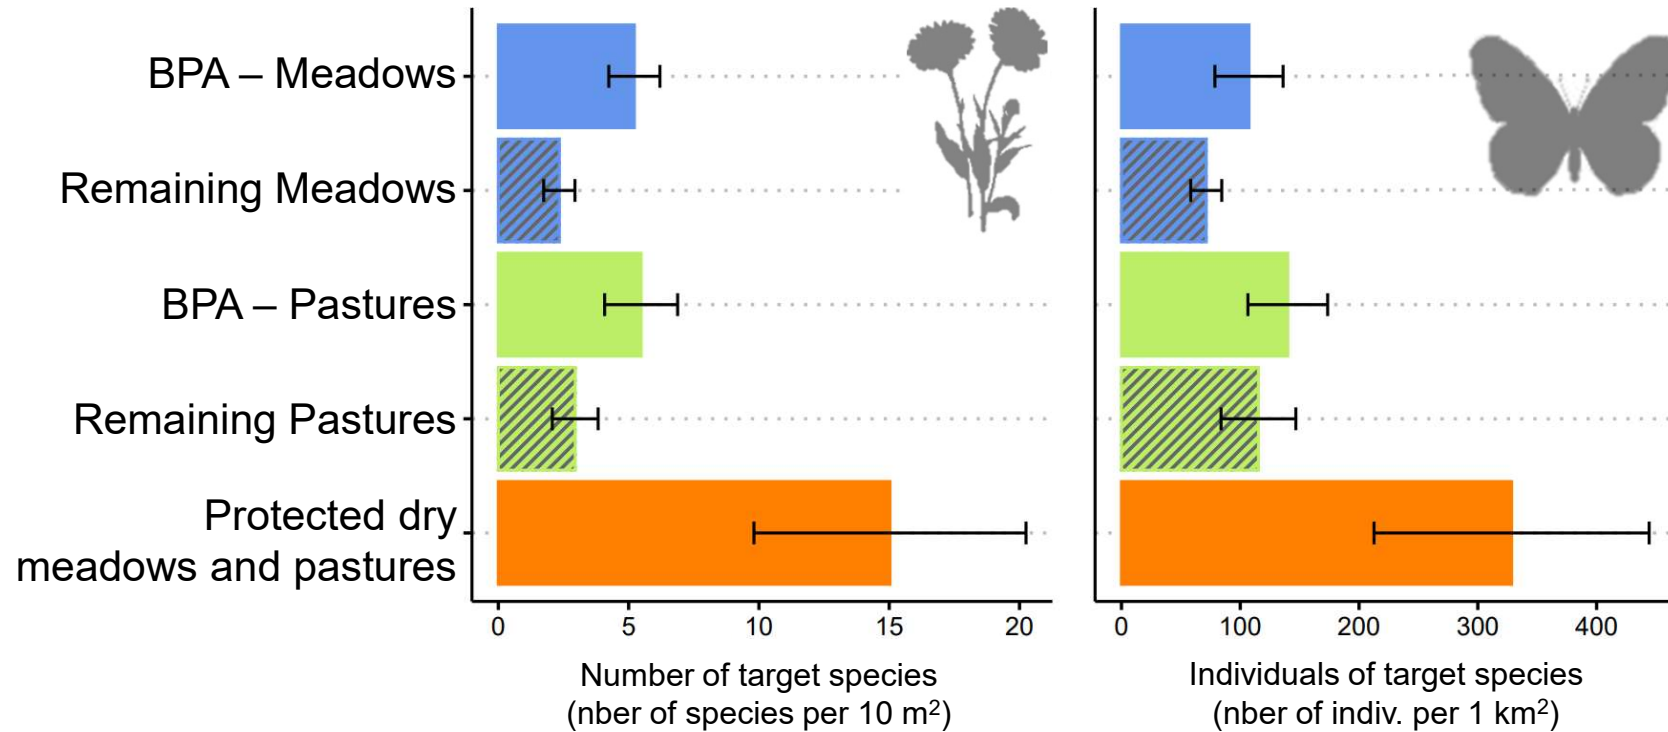 BPA – Meadows
Remaining Meadows
BPA – Pastures
Remaining Pastures
Protected dry
meadows and pastures
0 5 10 15 20
Number of target species
(nber of species per 10 m²)
0 100 200 300 400
Individuals of target species
(nber of indiv. per 1 km²)